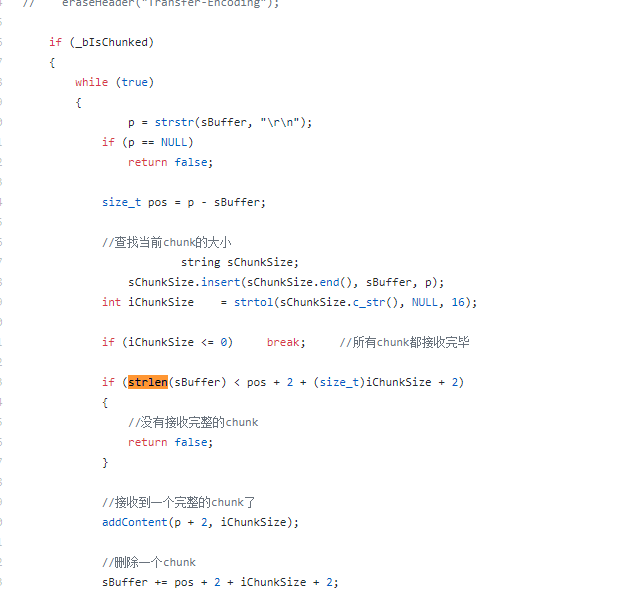 //    eraseHeader("Transfer-Encoding");
if (_bIsChunked)
{
while (true)
{
p = strstr(sBuffer, "\r\n");
if (p == NULL)
return false;
size_t pos = p - sBuffer;
//查找当前chunk的大小
string sChunkSize;
sChunkSize.insert(sChunkSize.end(), sBuffer, p);
int iChunkSize    = strtol(sChunkSize.c_str(), NULL, 16);
if (iChunkSize <= 0)     break;     //所有chunk都接收完毕
if (strlen(sBuffer) < pos + 2 + (size_t)iChunkSize + 2)
{
//没有接收完整的chunk
return false;
}
//接收到一个完整的chunk了
addContent(p + 2, iChunkSize);
//删除一个chunk
sBuffer += pos + 2 + iChunkSize + 2;